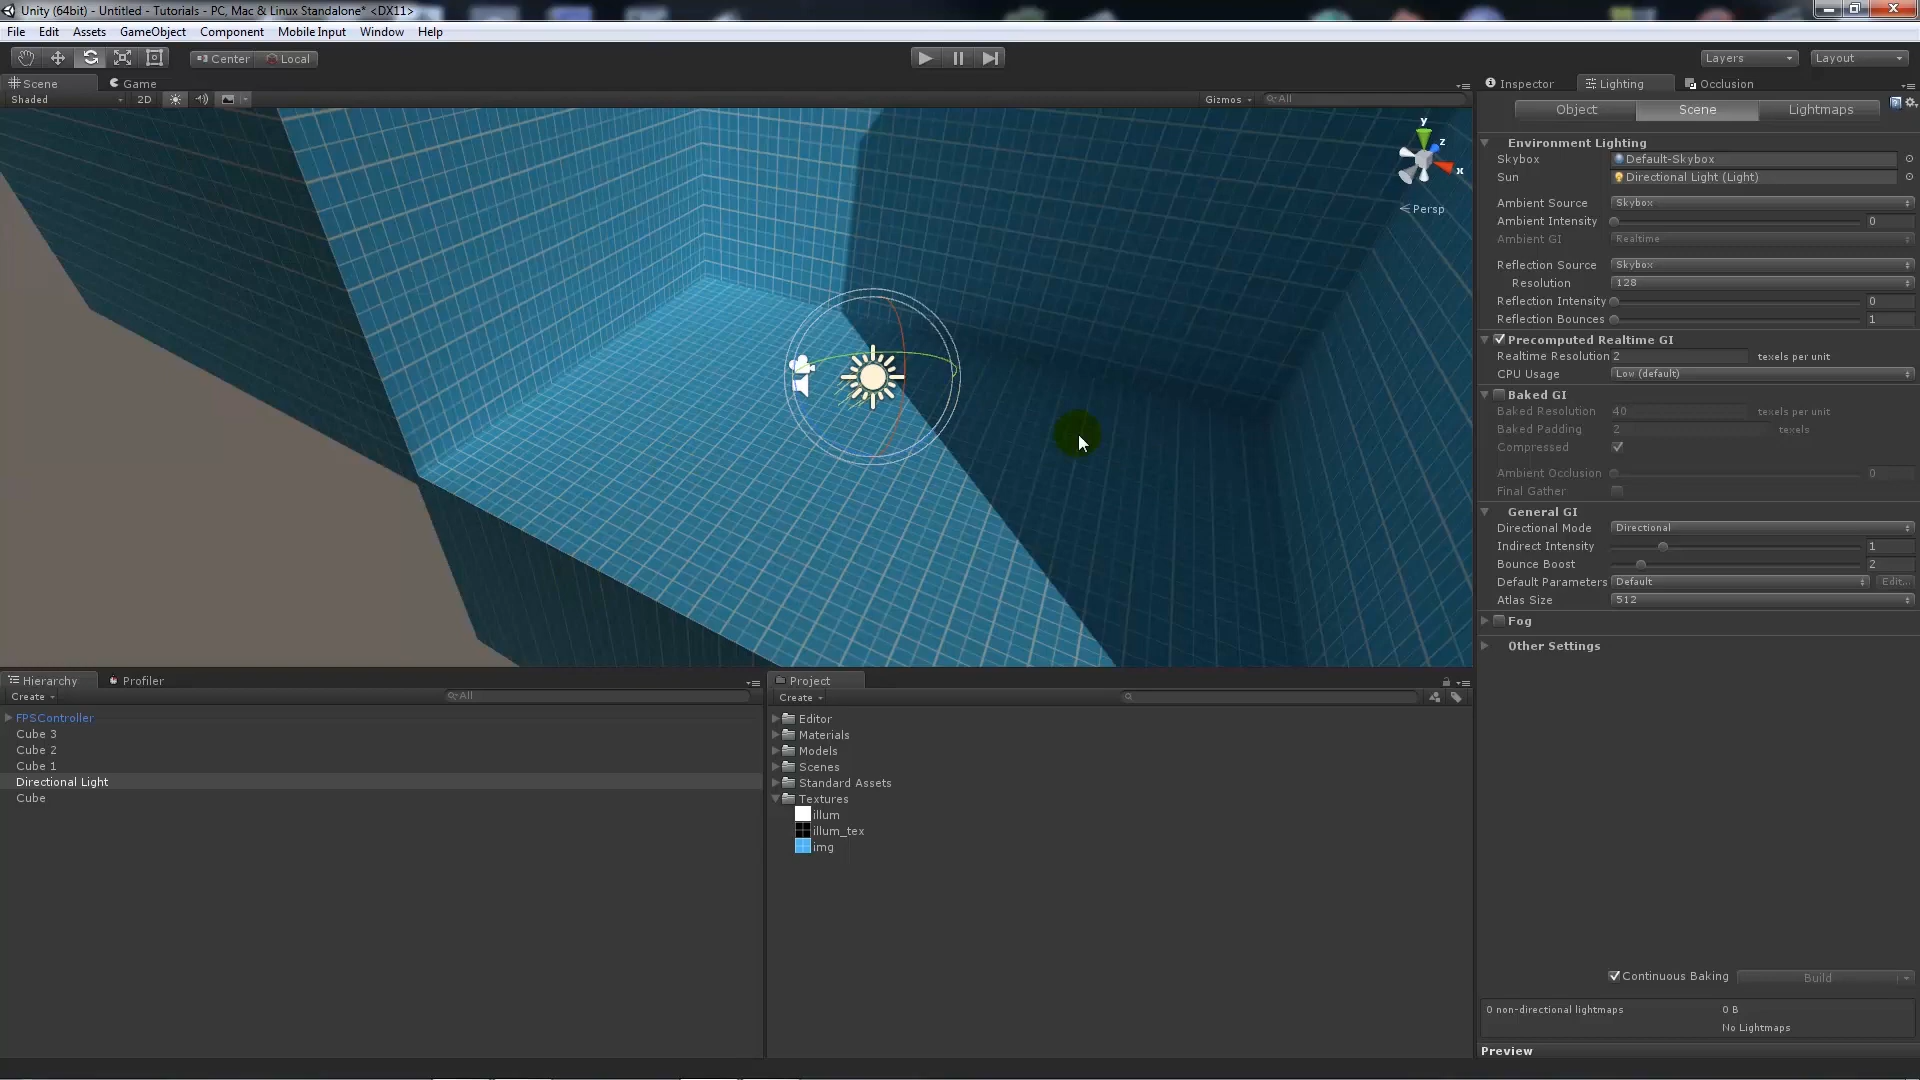 Unity (64bit) - Untitled - Tutorials - PC, Mac & Linux Standalone* <DX11>
File Edit Assets GameObject Component Mobile Input Window Help
Center Local Layers Layout
Scene Game Inspector Lighting Occlusion
Shaded 2D Gizmos All
Object Scene Lightmaps
y
z
x
Persp
Environment Lighting
Skybox Default-Skybox
Sun Directional Light (Light)
Ambient Source Skybox
Ambient Intensity 0
Ambient GI Realtime
Reflection Source Skybox
Resolution 128
Reflection Intensity 0
Reflection Bounces 1
Precomputed Realtime GI
Realtime Resolution 2 texels per unit
CPU Usage Low (default)
Baked GI
Baked Resolution 40 texels per unit
Baked Padding 2 texels
Compressed
Ambient Occlusion 0
Final Gather
General GI
Directional Mode Directional
Indirect Intensity 1
Bounce Boost 2
Default Parameters Default Edit...
Atlas Size 512
Fog
Other Settings
Continuous Baking Build
0 non-directional lightmaps 0 B
No Lightmaps
Preview
Hierarchy Profiler
Create All
FPSController
Cube 3
Cube 2
Cube 1
Directional Light
Cube
Project
Create
Editor
Materials
Models
Scenes
Standard Assets
Textures
illum
illum_tex
img